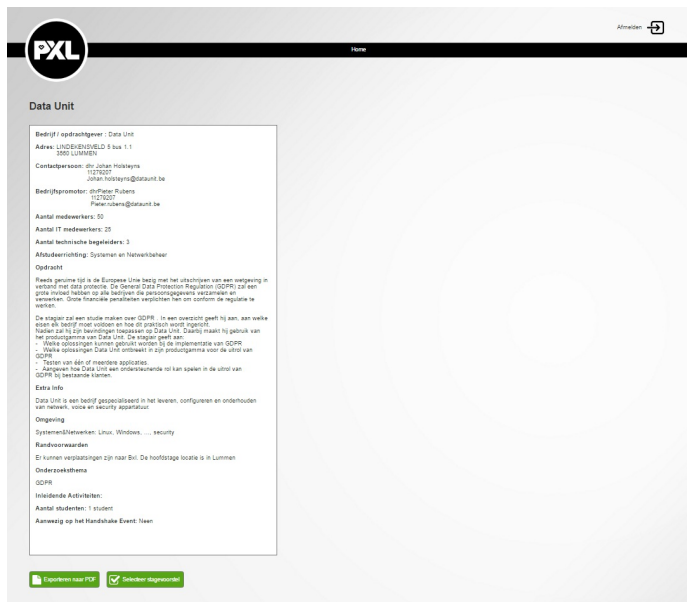 Afmelden
PXL
Home
Data Unit
Bedrijf / opdrachtgever : Data Unit
Adres: LINDEKENSVELD 5 bus 1.1
3560 LUMMEN
Contactpersoon: dhr Johan Holsteyns
11279207
Johan.holsteyns@dataunit.be
Bedrijfspromotor: dhrPieter Rubens
11279207
Pieter.rubens@dataunit.be
Aantal medewerkers: 50
Aantal IT medewerkers: 25
Aantal technische begeleiders: 3
Afstudeerrichting: Systemen en Netwerkbeheer
Opdracht
Reeds geruime tijd is de Europese Unie bezig met het uitschrijven van een wetgeving in
verband met data protectie. De General Data Protection Regulation (GDPR) zal een
grote invloed hebben op alle bedrijven die persoonsgegevens verzamelen en
verwerken. Grote financiële penaliteiten verplichten hen om conform de regulatie te
werken.
De stagiair zal een studie maken over GDPR . In een overzicht geeft hij aan, aan welke
eisen elk bedrijf moet voldoen en hoe dit praktisch wordt ingericht.
Nadien zal hij zijn bevindingen toepassen op Data Unit. Daarbij maakt hij gebruik van
het productgamma van Data Unit. De stagiair geeft aan:
- Welke oplossingen kunnen gebruikt worden bij de implementatie van GDPR
- Welke oplossingen Data Unit ontbreekt in zijn productgamma voor de uitrol van
GDPR
- Testen van één of meerdere applicaties.
- Aangeven hoe Data Unit een ondersteunende rol kan spelen in de uitrol van
GDPR bij bestaande klanten.
Extra Info
Data Unit is een bedrijf gespecialiseerd in het leveren, configureren en onderhouden
van netwerk, voice en security appartatuur.
Omgeving
Systemen&Netwerken: Linux, Windows, ..., security
Randvoorwaarden
Er kunnen verplaatsingen zijn naar Bxl. De hoofdstage locatie is in Lummen
Onderzoeksthema
GDPR
Inleidende Activiteiten:
Aantal studenten: 1 student
Aanwezig op het Handshake Event: Neen
Exporteren naar PDF
Selecteer stagevoorstel